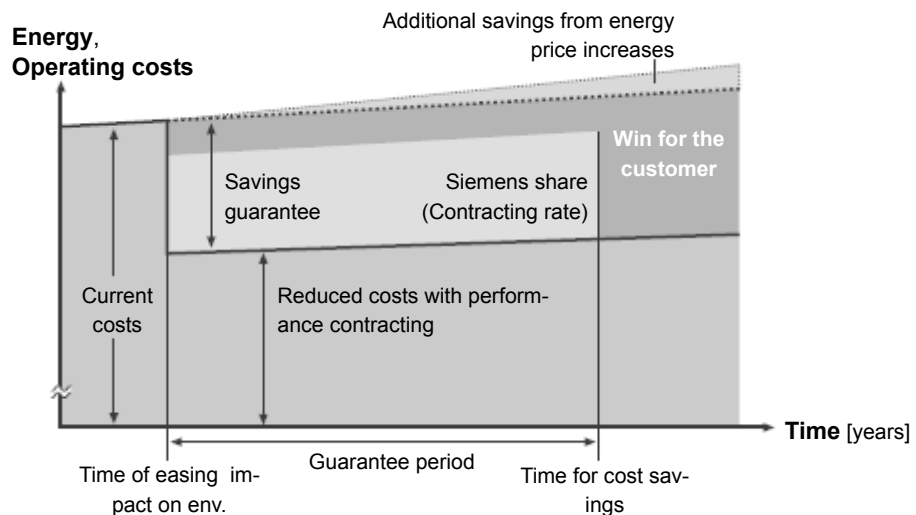 Additional savings from energy
price increases
Energy,
Operating costs
Win for the
customer
Savings
guarantee
Siemens share
(Contracting rate)
Current
costs
Reduced costs with perform-
ance contracting
Time [years]
Time of easing im-
pact on env.
Guarantee period
Time for cost sav-
ings